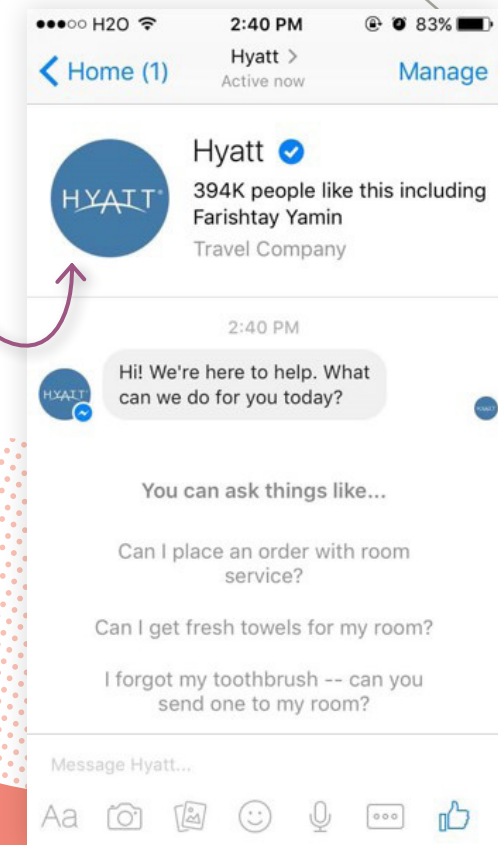 H2O 2:40 PM 83%
Home (1) Hyatt > Manage
Active now
Hyatt
394K people like this including
Farishtay Yamin
Travel Company
HYATT
2:40 PM
Hi! We're here to help. What
can we do for you today?
HYATT
HYATT
You can ask things like...
Can I place an order with room
service?
Can I get fresh towels for my room?
I forgot my toothbrush -- can you
send one to my room?
Message Hyatt...
Aa